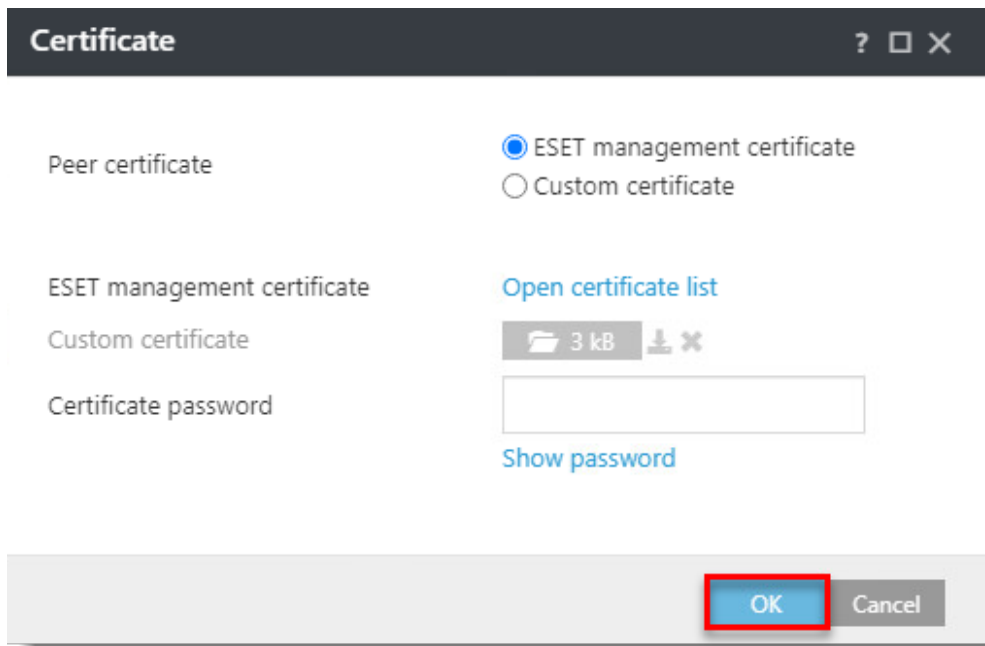 Certificate ?
Peer certificate
ESET management certificate
Custom certificate
ESET management certificate Open certificate list
Custom certificate 3 kB
Certificate password
Show password
OK Cancel